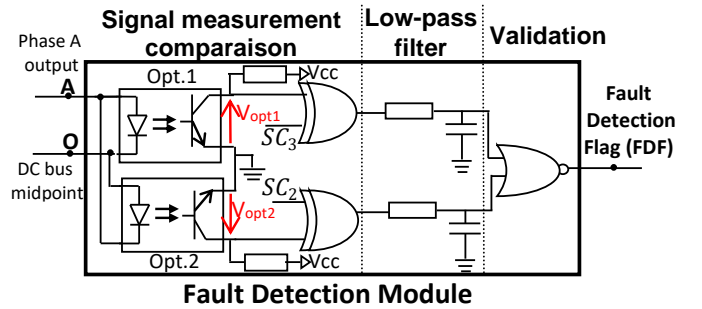 Signal measurement
comparaison
Low-pass
filter
Validation
Phase A
output
A
O
DC bus
midpoint
Opt.1
Vcc
Vopt1
SC3
SC2
Vopt2
Opt.2
Vcc
Fault
Detection
Flag (FDF)
Fault Detection Module